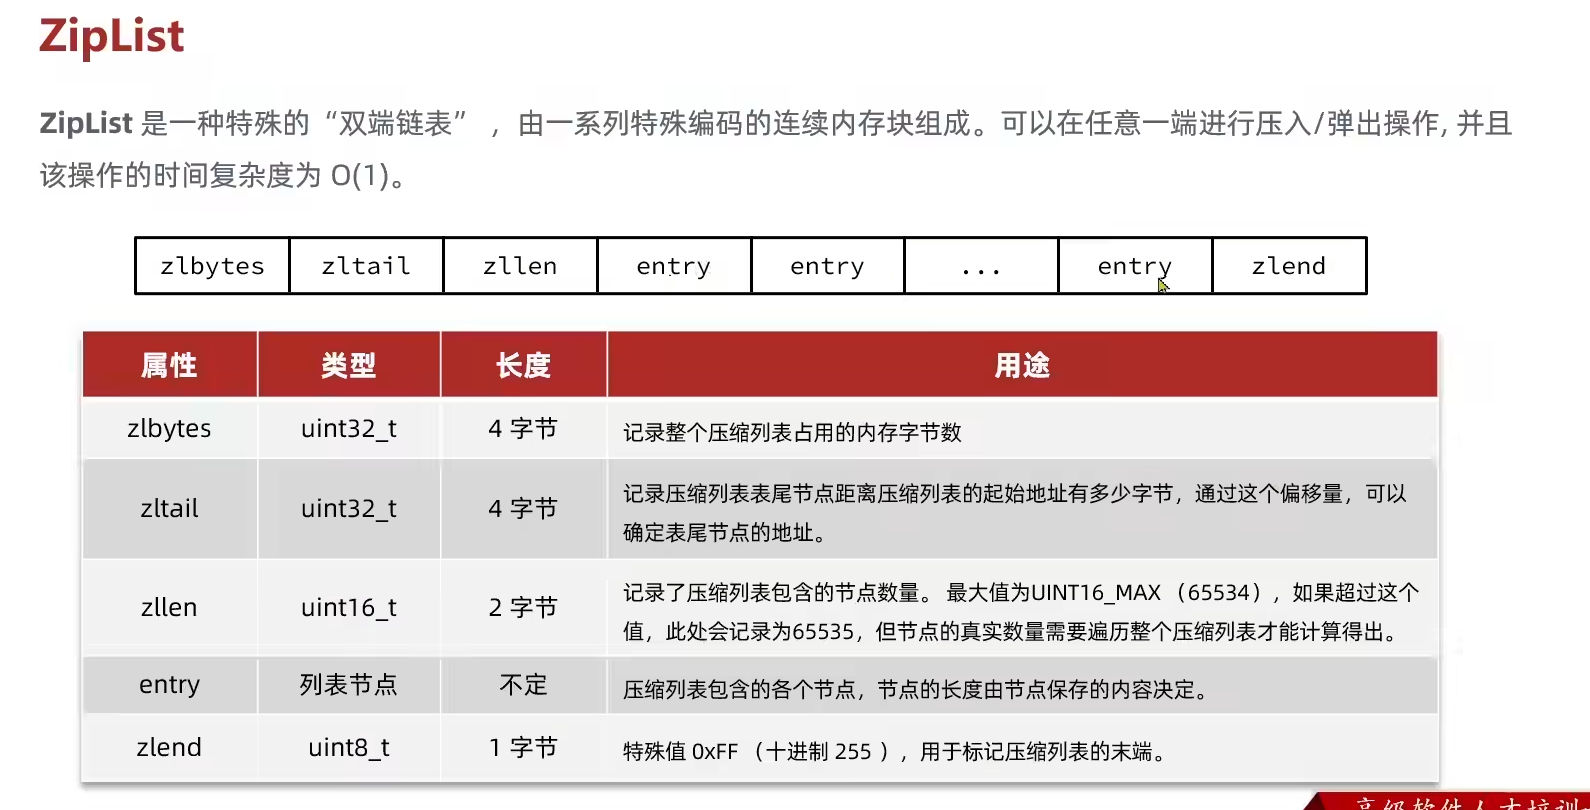 ZipList
ZipList 是一种特殊的“双端链表” ，由一系列特殊编码的连续内存块组成。可以在任意一端进行压入/弹出操作, 并且
该操作的时间复杂度为 O(1)。
zlbytes zltail zllen entry entry ... entry zlend
属性 类型 长度 用途
zlbytes uint32_t 4 字节 记录整个压缩列表占用的内存字节数
zltail uint32_t 4 字节 记录压缩列表表尾节点距离压缩列表的起始地址有多少字节，通过这个偏移量，可以
确定表尾节点的地址。
zllen uint16_t 2 字节 记录了压缩列表包含的节点数量。 最大值为UINT16_MAX （65534），如果超过这个
值，此处会记录为65535，但节点的真实数量需要遍历整个压缩列表才能计算得出。
entry 列表节点 不定 压缩列表包含的各个节点，节点的长度由节点保存的内容决定。
zlend uint8_t 1 字节 特殊值 0xFF （十进制 255 ），用于标记压缩列表的末端。
高级软件人才培训